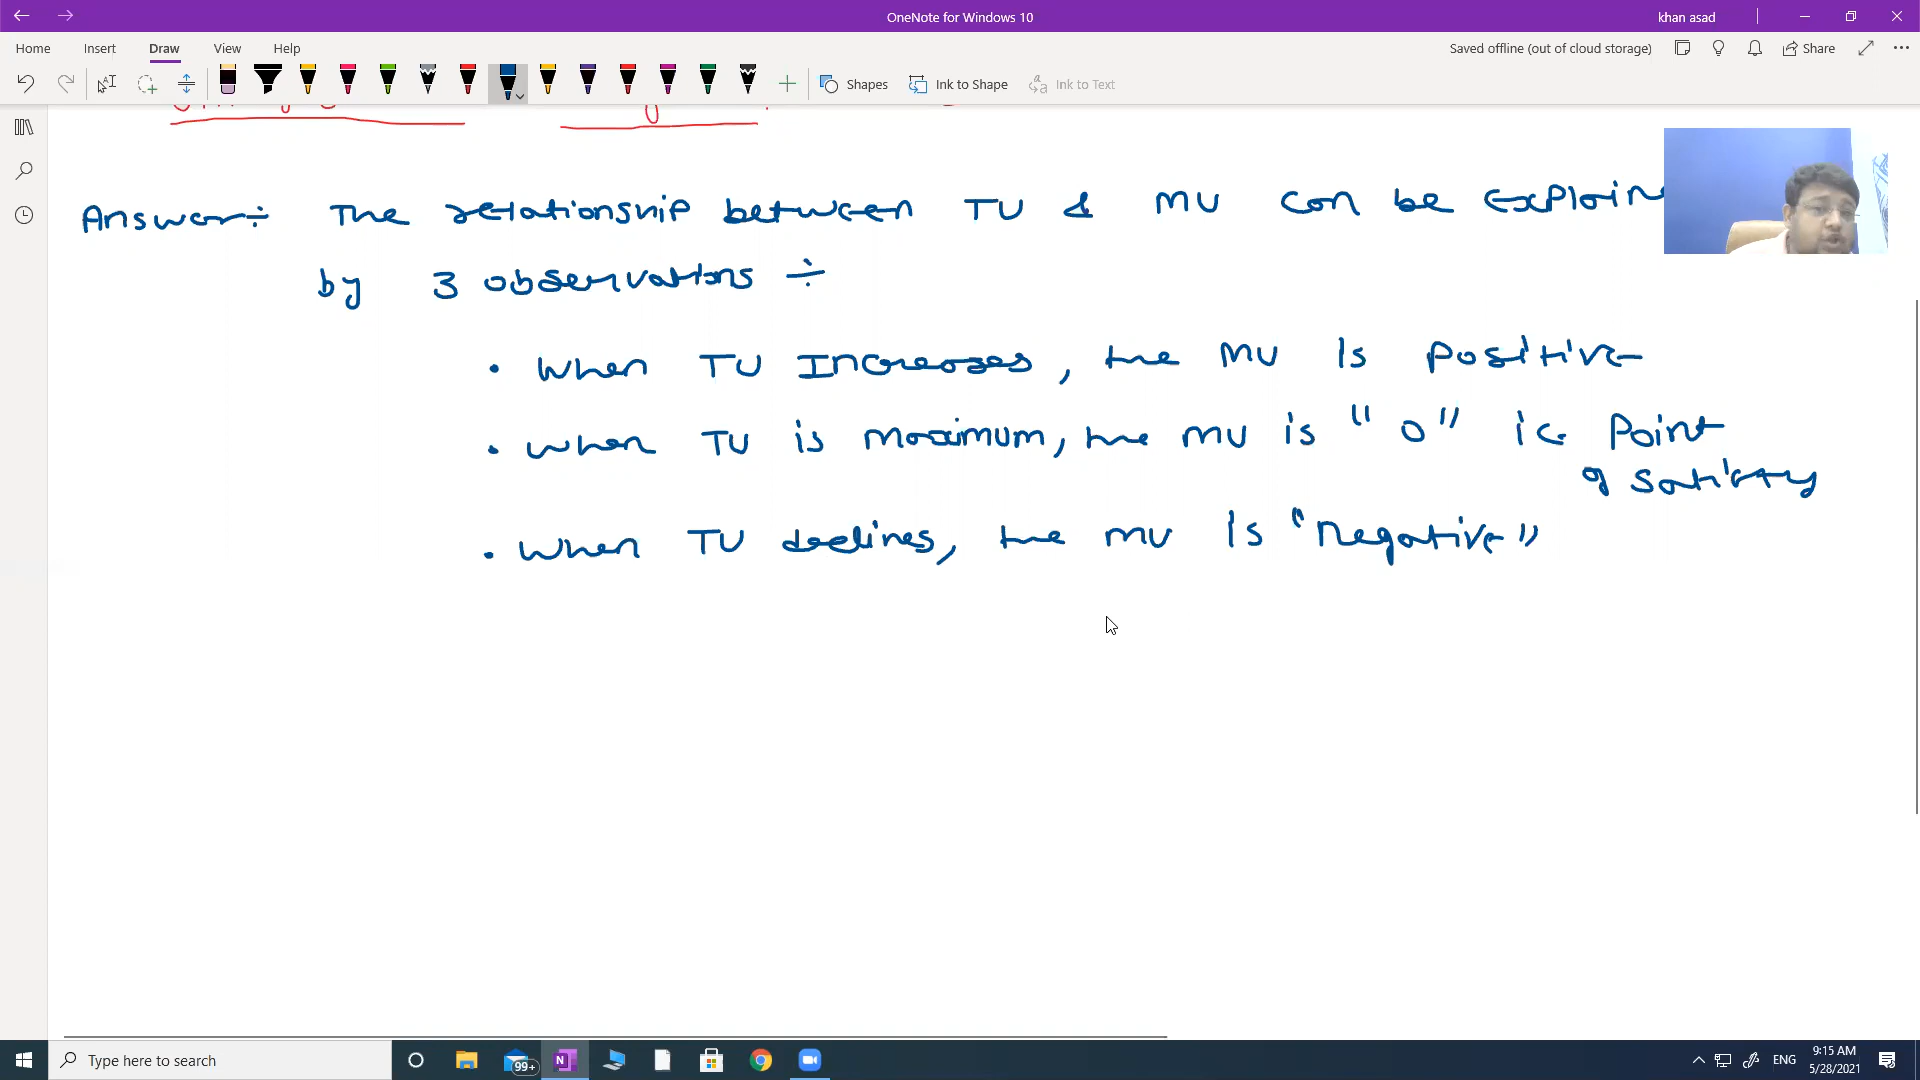 OneNote for Windows 10
khan asad
Home Insert Draw View Help
Saved offline (out of cloud storage) Share
Shapes Ink to Shape Ink to Text
Answer÷ The relationship between TU & MU can be explain
by 3 observations ÷
• when TU Increases, the MU Is positive
• when TU is maximum, the MU is "0" ie Point
of satiety
• when TU declines, the MU Is "Negative"
Type here to search
99+
ENG
9:15 AM
5/28/2021